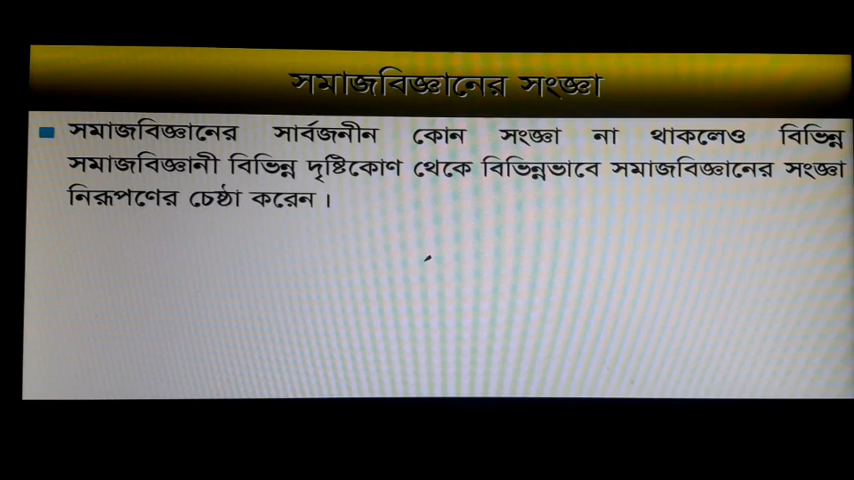 সমাজবিজ্ঞানের সংজ্ঞা
সমাজবিজ্ঞানের সার্বজনীন কোন সংজ্ঞা না থাকলেও বিভিন্ন
সমাজবিজ্ঞানী বিভিন্ন দৃষ্টিকোণ থেকে বিভিন্নভাবে সমাজবিজ্ঞানের সংজ্ঞা
নিরূপণের চেষ্ঠা করেন।